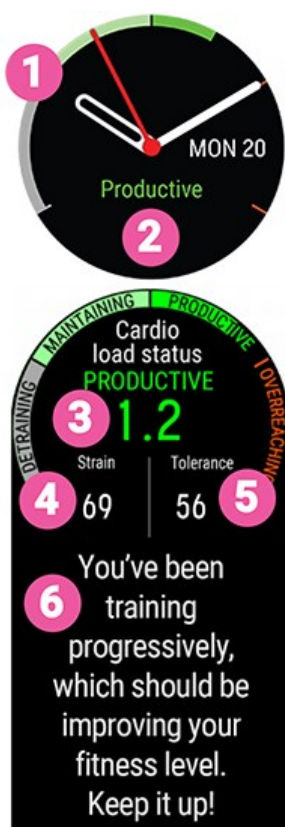 1
MON 20
Productive
2
DETRAINING
MAINTAINING
PRODUCTIVE
OVERREACHING
Cardio
load status
PRODUCTIVE
3
1.2
Strain
Tolerance
4
69
56
5
6
You've been
training
progressively,
which should be
improving your
fitness level.
Keep it up!